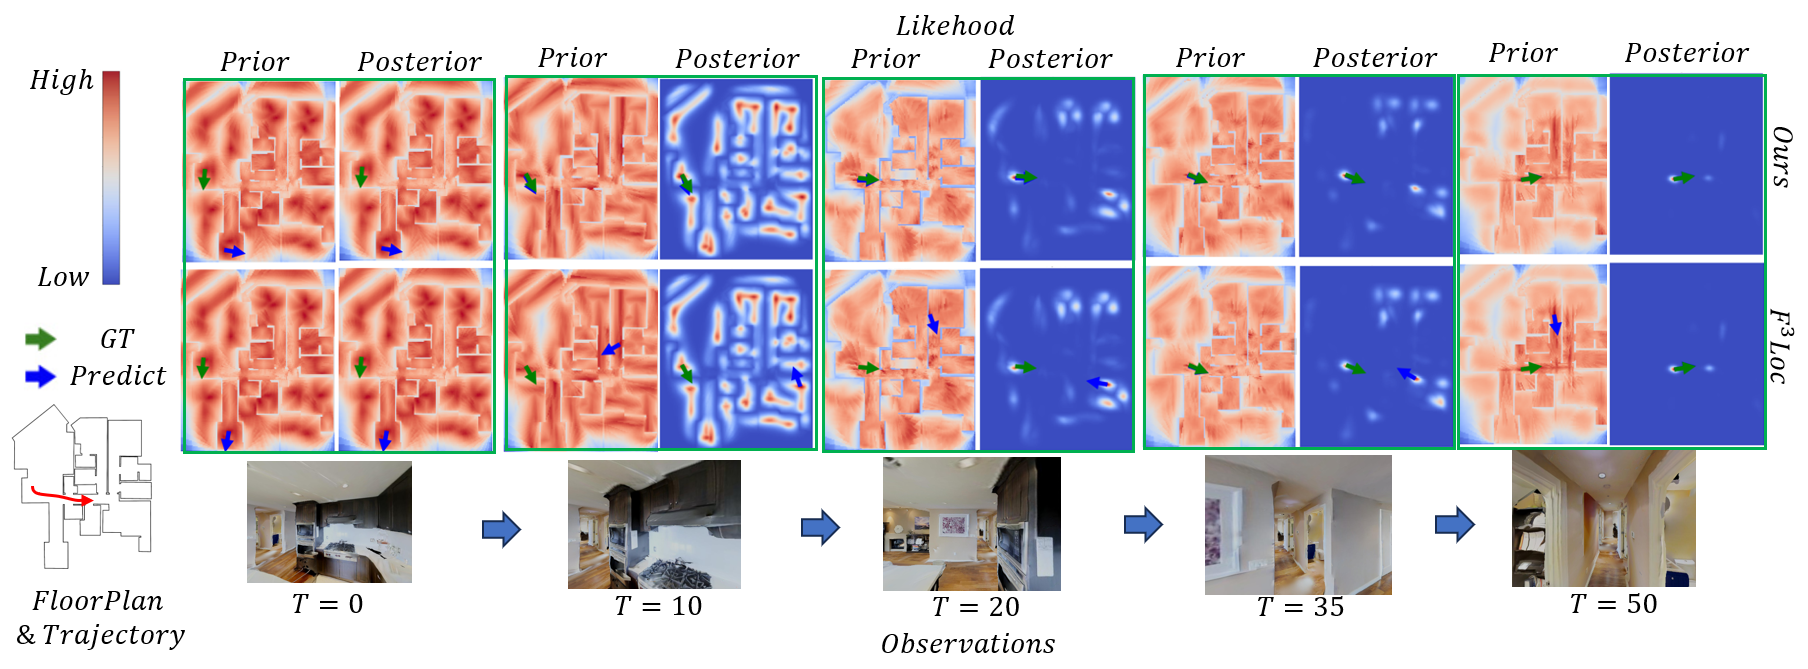 Likehood
Prior Posterior Prior Posterior Prior Posterior Prior Posterior Prior Posterior
High
Low
Ours
F³Loc
GT
Predict
FloorPlan
& Trajectory
T = 0 T = 10 T = 20 T = 35 T = 50
Observations